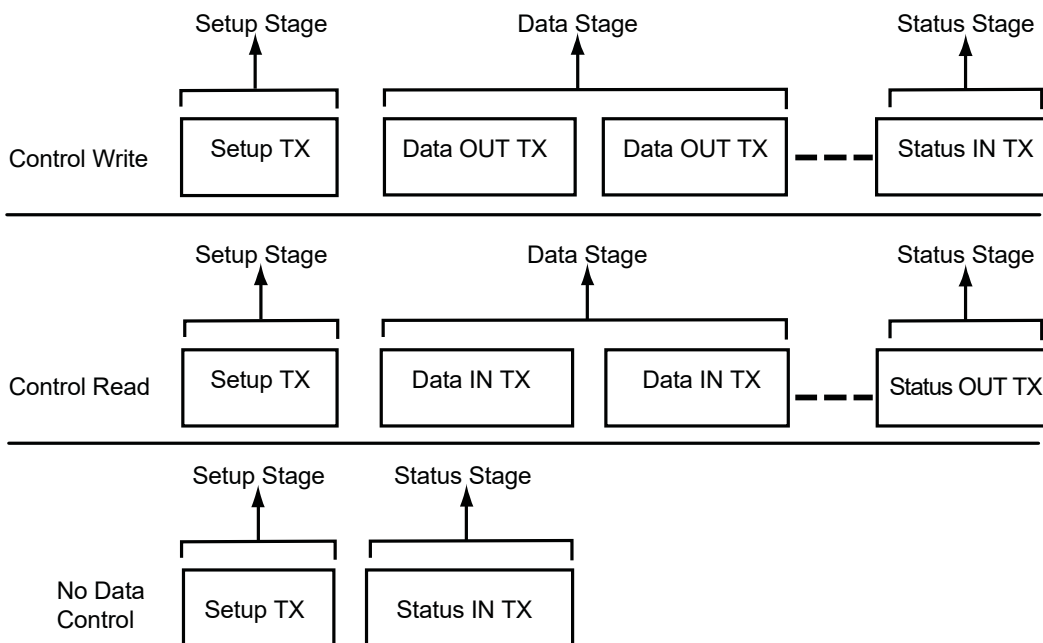 Setup Stage
Data Stage
Status Stage
Control Write
Setup TX
Data OUT TX
Data OUT TX
Status IN TX
Setup Stage
Data Stage
Status Stage
Control Read
Setup TX
Data IN TX
Data IN TX
Status OUT TX
Setup Stage
Status Stage
No Data
Control
Setup TX
Status IN TX